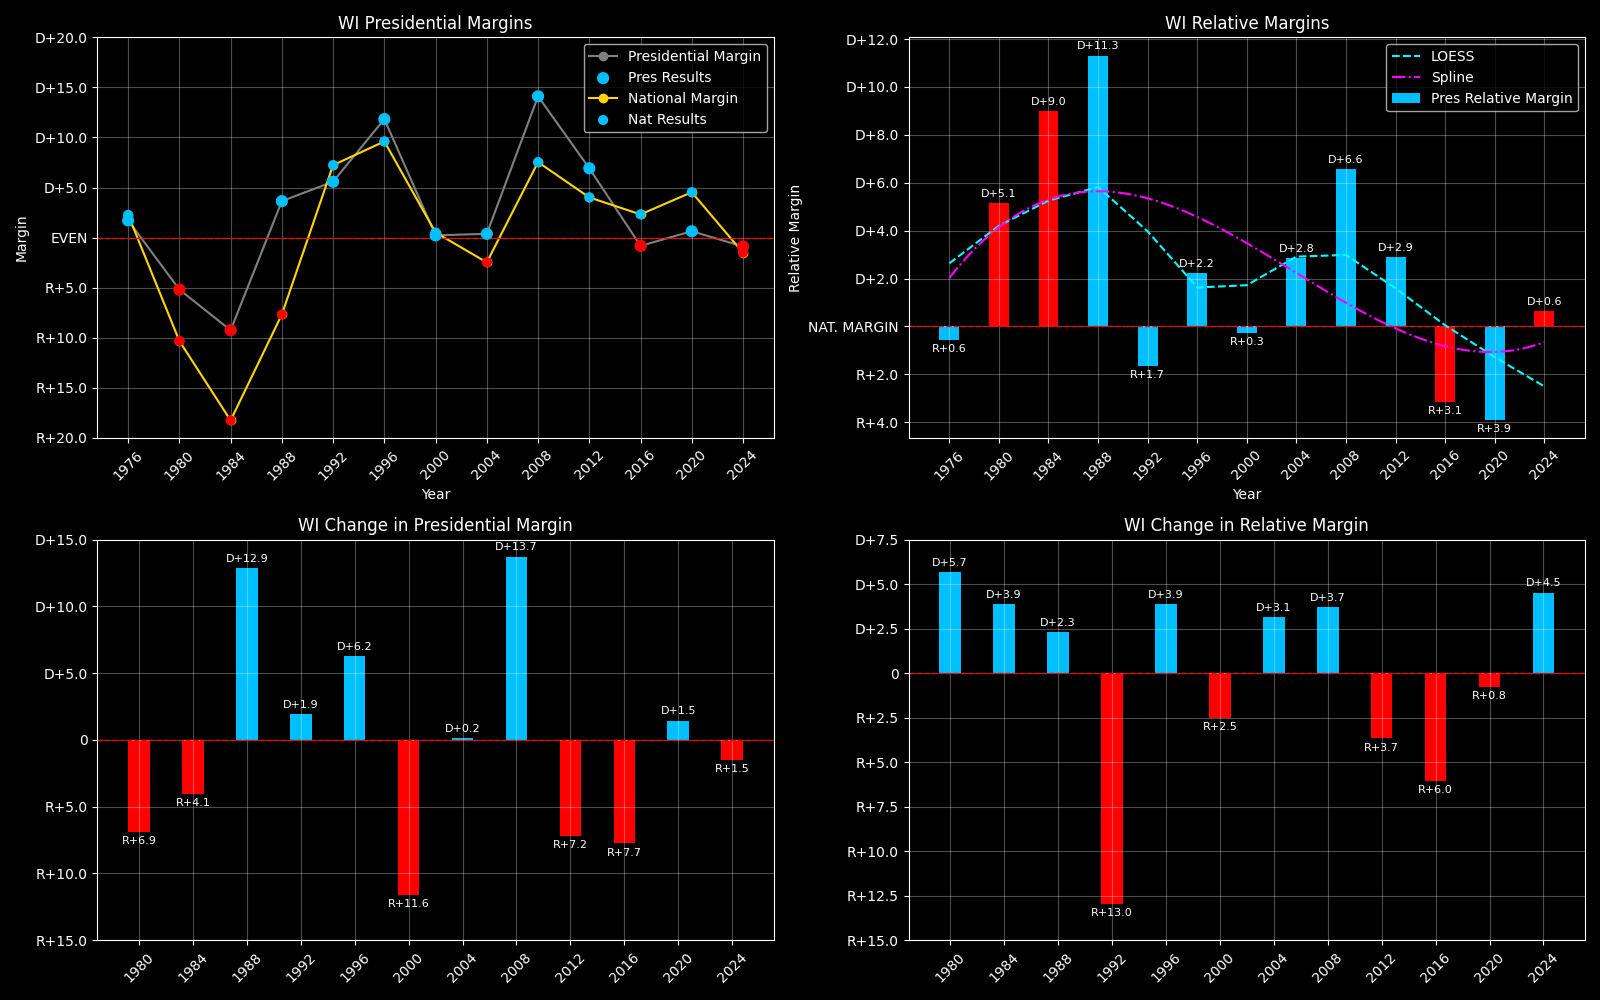 WI Presidential Margins
D+20.0
D+15.0
D+10.0
D+5.0
EVEN
R+5.0
R+10.0
R+15.0
R+20.0
Margin
Presidential Margin
Pres Results
National Margin
Nat Results
1976
1980
1984
1988
1992
1996
2000
2004
2008
2012
2016
2020
2024
Year
WI Relative Margins
D+12.0
D+10.0
D+8.0
D+6.0
D+4.0
D+2.0
NAT. MARGIN
R+2.0
R+4.0
Relative Margin
LOESS
Spline
Pres Relative Margin
R+0.6
D+5.1
D+9.0
D+11.3
R+1.7
D+2.2
R+0.3
D+2.8
D+6.6
D+2.9
R+3.1
R+3.9
D+0.6
1976
1980
1984
1988
1992
1996
2000
2004
2008
2012
2016
2020
2024
Year
WI Change in Presidential Margin
D+15.0
D+10.0
D+5.0
0
R+5.0
R+10.0
R+15.0
R+6.9
R+4.1
D+12.9
D+1.9
D+6.2
R+11.6
D+0.2
D+13.7
R+7.2
R+7.7
D+1.5
R+1.5
1980
1984
1988
1992
1996
2000
2004
2008
2012
2016
2020
2024
WI Change in Relative Margin
D+7.5
D+5.0
D+2.5
0
R+2.5
R+5.0
R+7.5
R+10.0
R+12.5
R+15.0
D+5.7
D+3.9
D+2.3
R+13.0
D+3.9
R+2.5
D+3.1
D+3.7
R+3.7
R+6.0
R+0.8
D+4.5
1980
1984
1988
1992
1996
2000
2004
2008
2012
2016
2020
2024